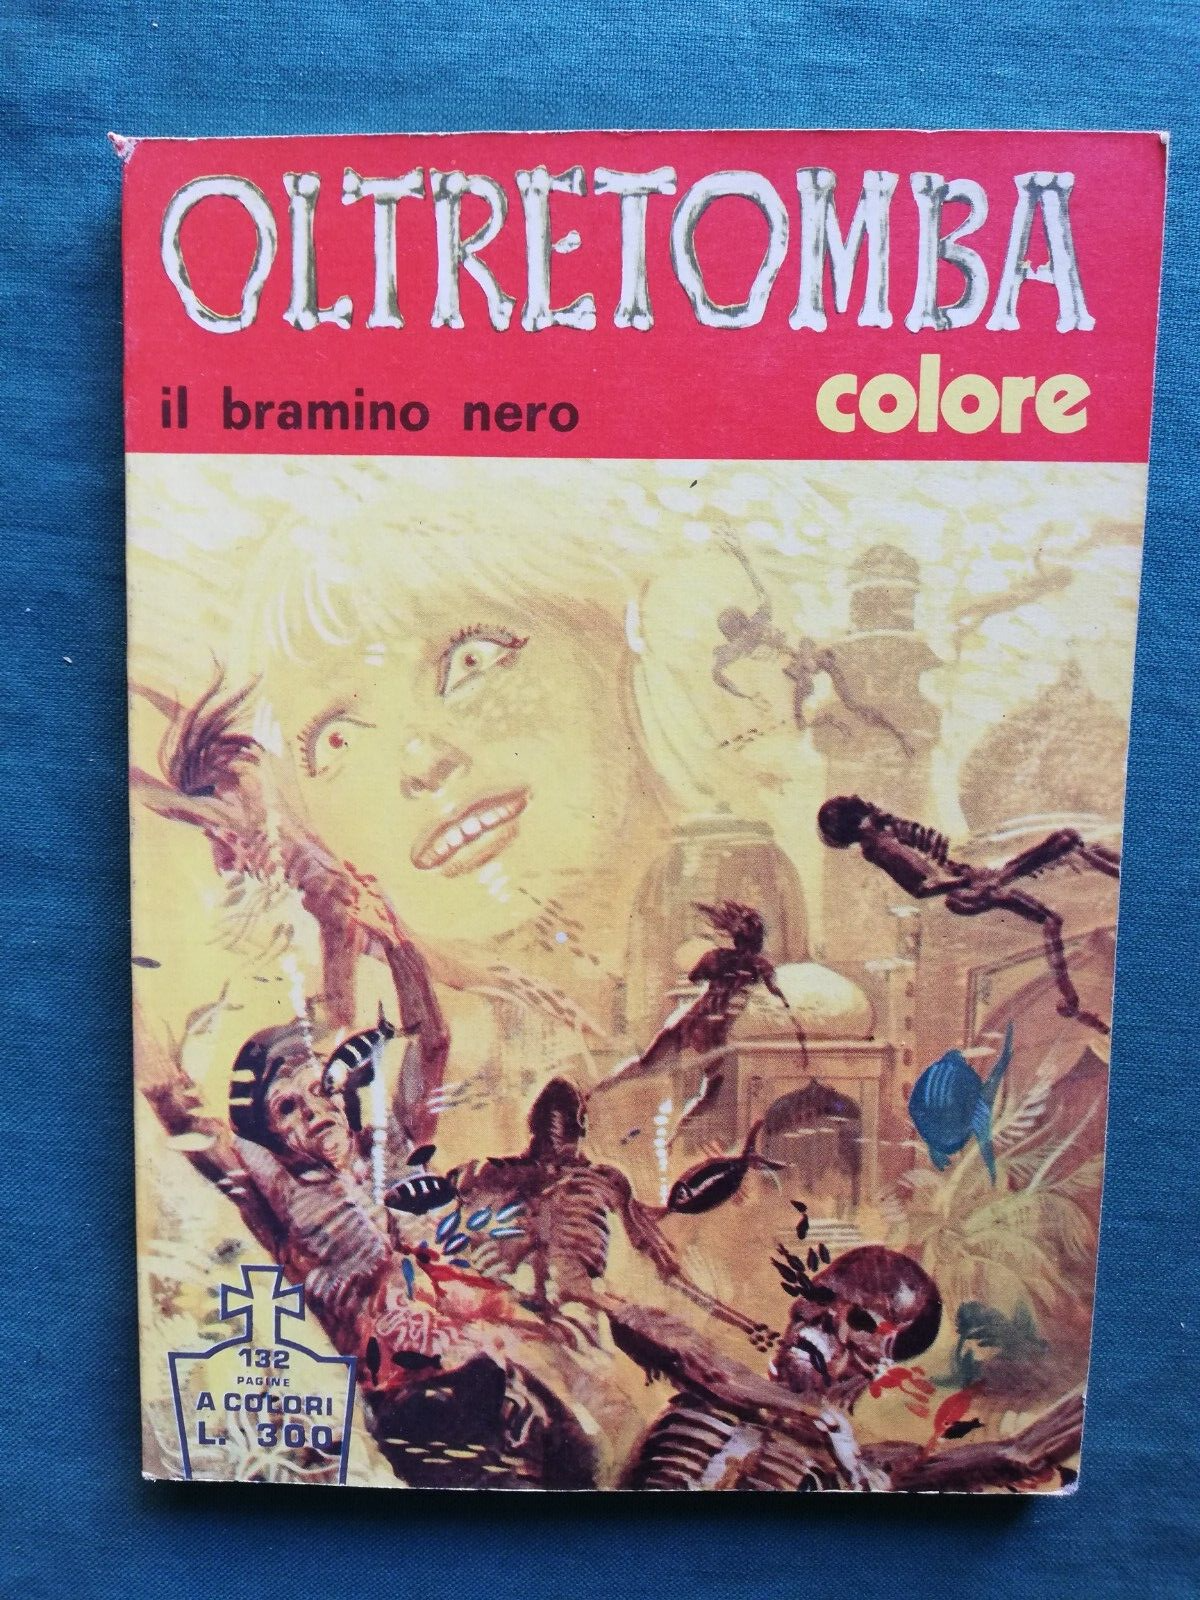 OLTRETOMBA
colore
il bramino nero
132
PAGINE
A COLORI
L. 300